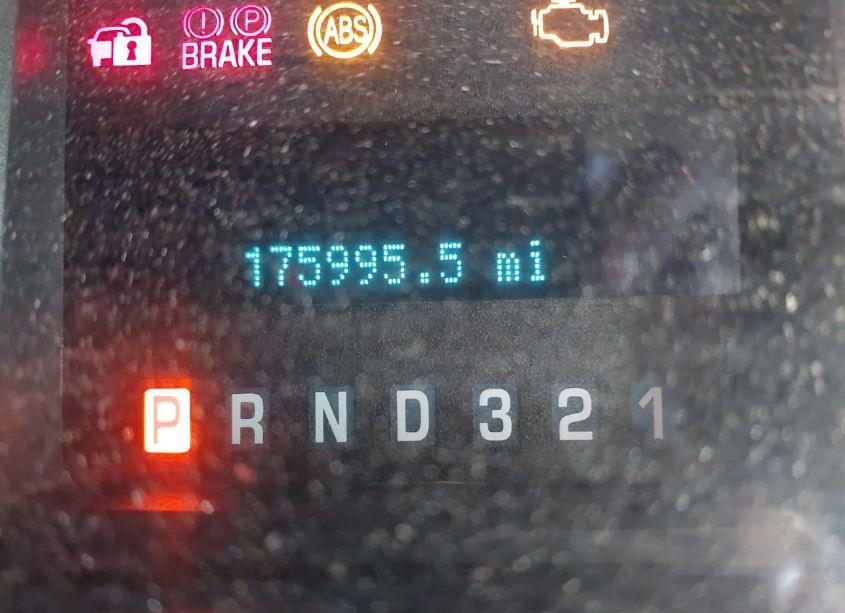 (!) (P)
BRAKE
ABS
175995.5 mi
P R N D 3 2 1